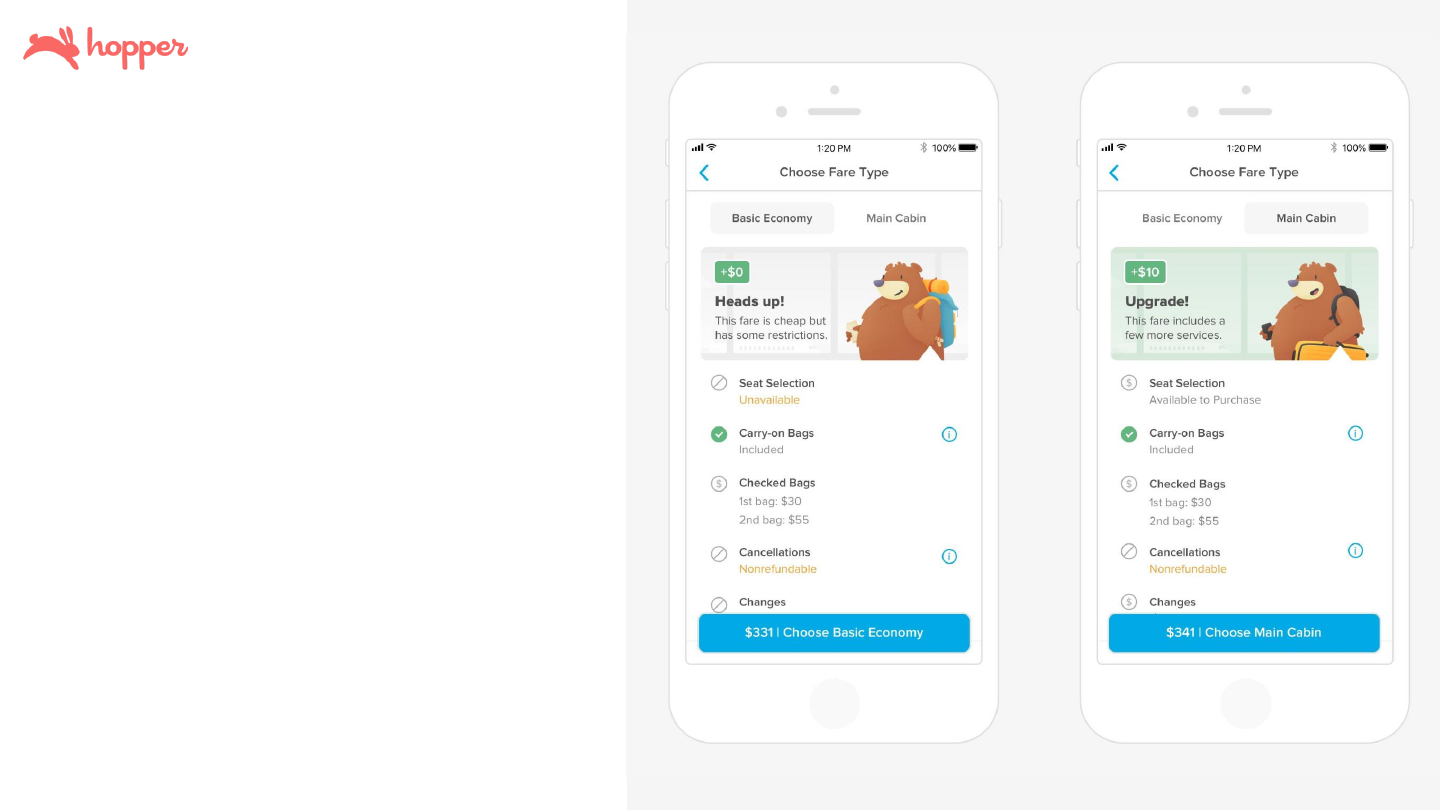 hopper
1:20 PM
100%
Choose Fare Type
Basic Economy
Main Cabin
+$0
Heads up!
This fare is cheap but
has some restrictions.
Seat Selection
Unavailable
Carry-on Bags
Included
Checked Bags
1st bag: $30
2nd bag: $55
Cancellations
Nonrefundable
Changes
$331 | Choose Basic Economy
1:20 PM
100%
Choose Fare Type
Basic Economy
Main Cabin
+$10
Upgrade!
This fare includes a
few more services.
Seat Selection
Available to Purchase
Carry-on Bags
Included
Checked Bags
1st bag: $30
2nd bag: $55
Cancellations
Nonrefundable
Changes
$341 | Choose Main Cabin